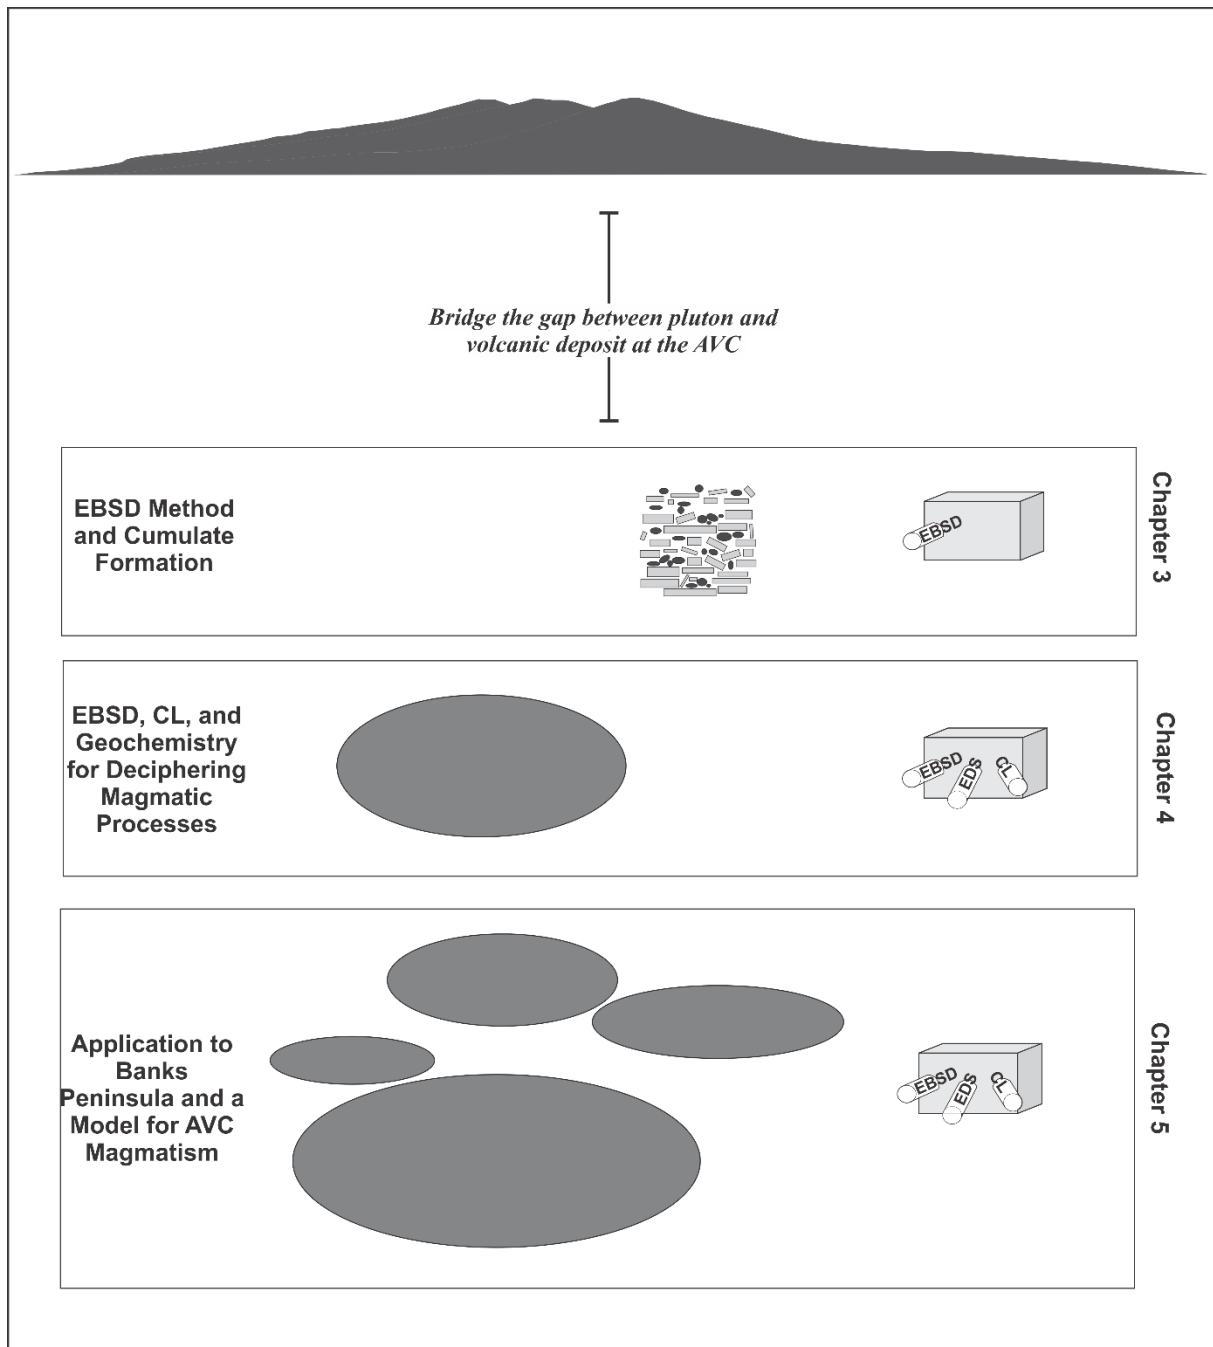 Bridge the gap between pluton and
volcanic deposit at the AVC
EBSD Method
and Cumulate
Formation
EBSD
Chapter 3
EBSD, CL, and
Geochemistry
for Deciphering
Magmatic
Processes
EBSD
EDS
CL
Chapter 4
Application to
Banks
Peninsula and a
Model for AVC
Magmatism
EBSD
EDS
CL
Chapter 5